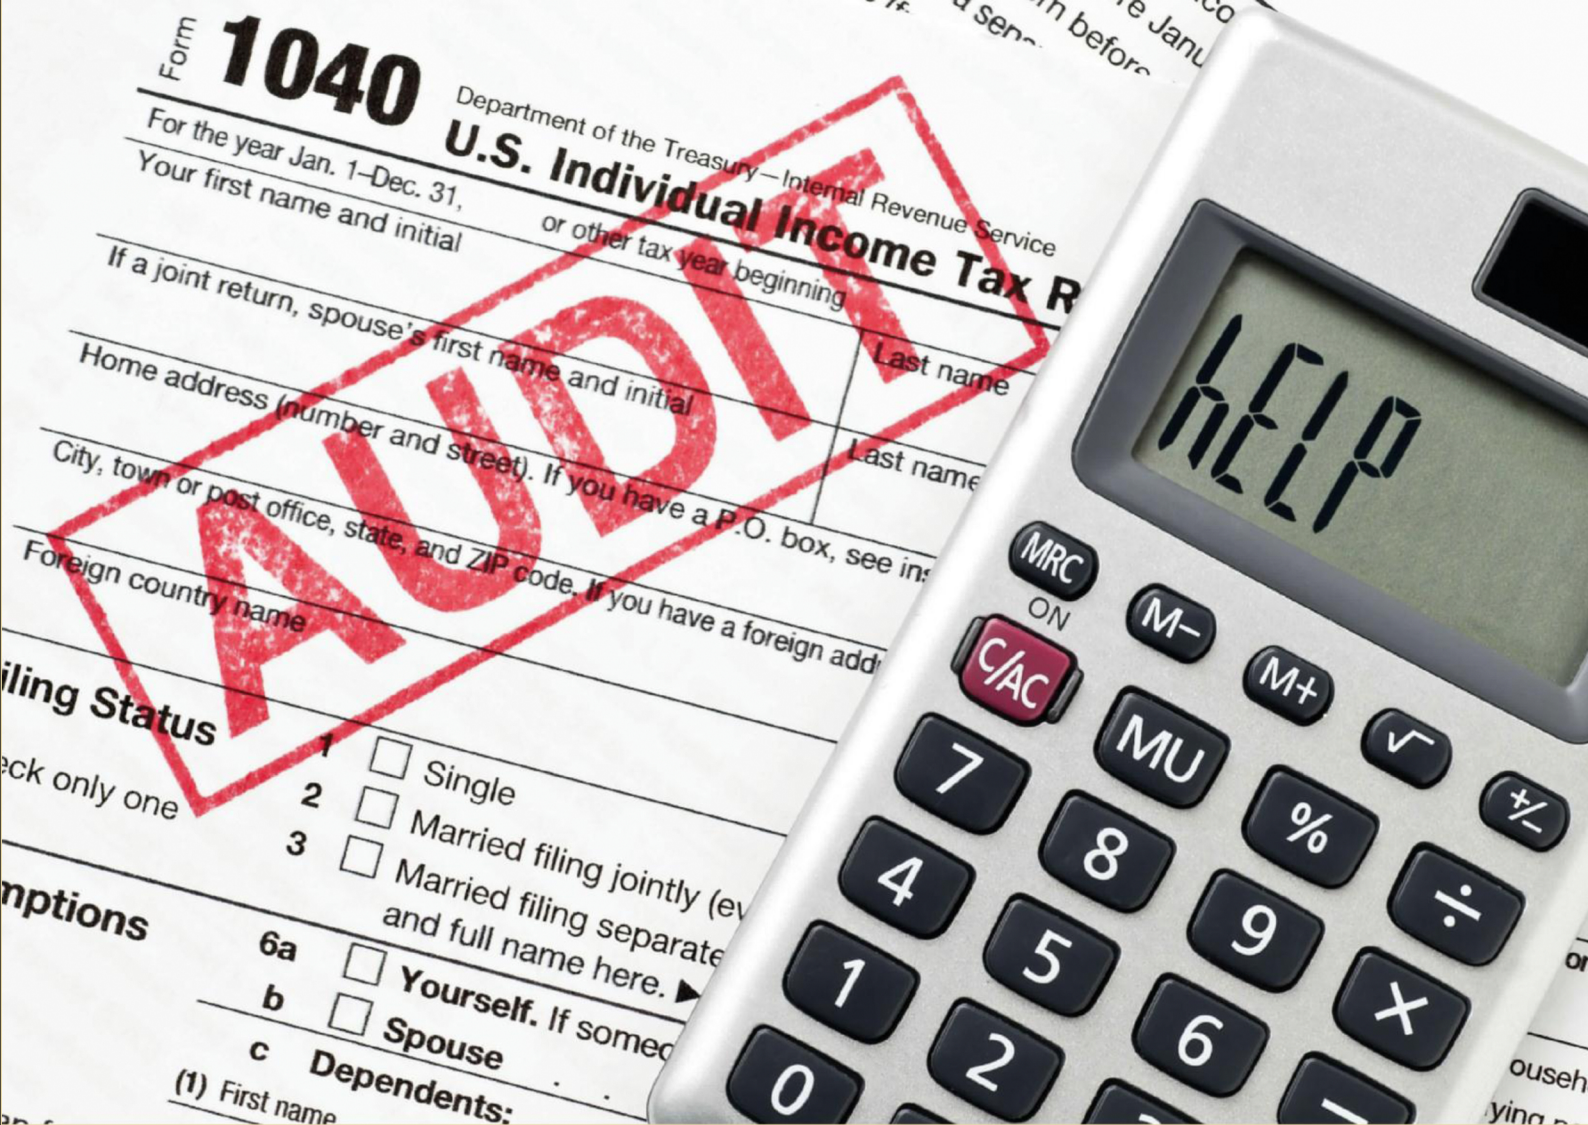 Form 1040
Department of the Treasury—Internal Revenue Service
U.S. Individual Income Tax R
For the year Jan. 1–Dec. 31,
or other tax year beginning
Your first name and initial
Last name
If a joint return, spouse's first name and initial
Last name
Home address (number and street). If you have a P.O. box, see ins
City, town or post office, state, and ZIP code. If you have a foreign add
Foreign country name
AUDIT
iling Status
eck only one
1 Single
2 Married filing jointly (ev
3 Married filing separate
and full name here. ▶
mptions
6a Yourself. If someo
b Spouse . .
c Dependents:
(1) First name
n before
re Janu
hELP
MRC
ON
M–
M+
√
+/–
C/AC
MU
%
÷
7
8
9
×
4
5
6
–
1
2
0
ouseh
ying